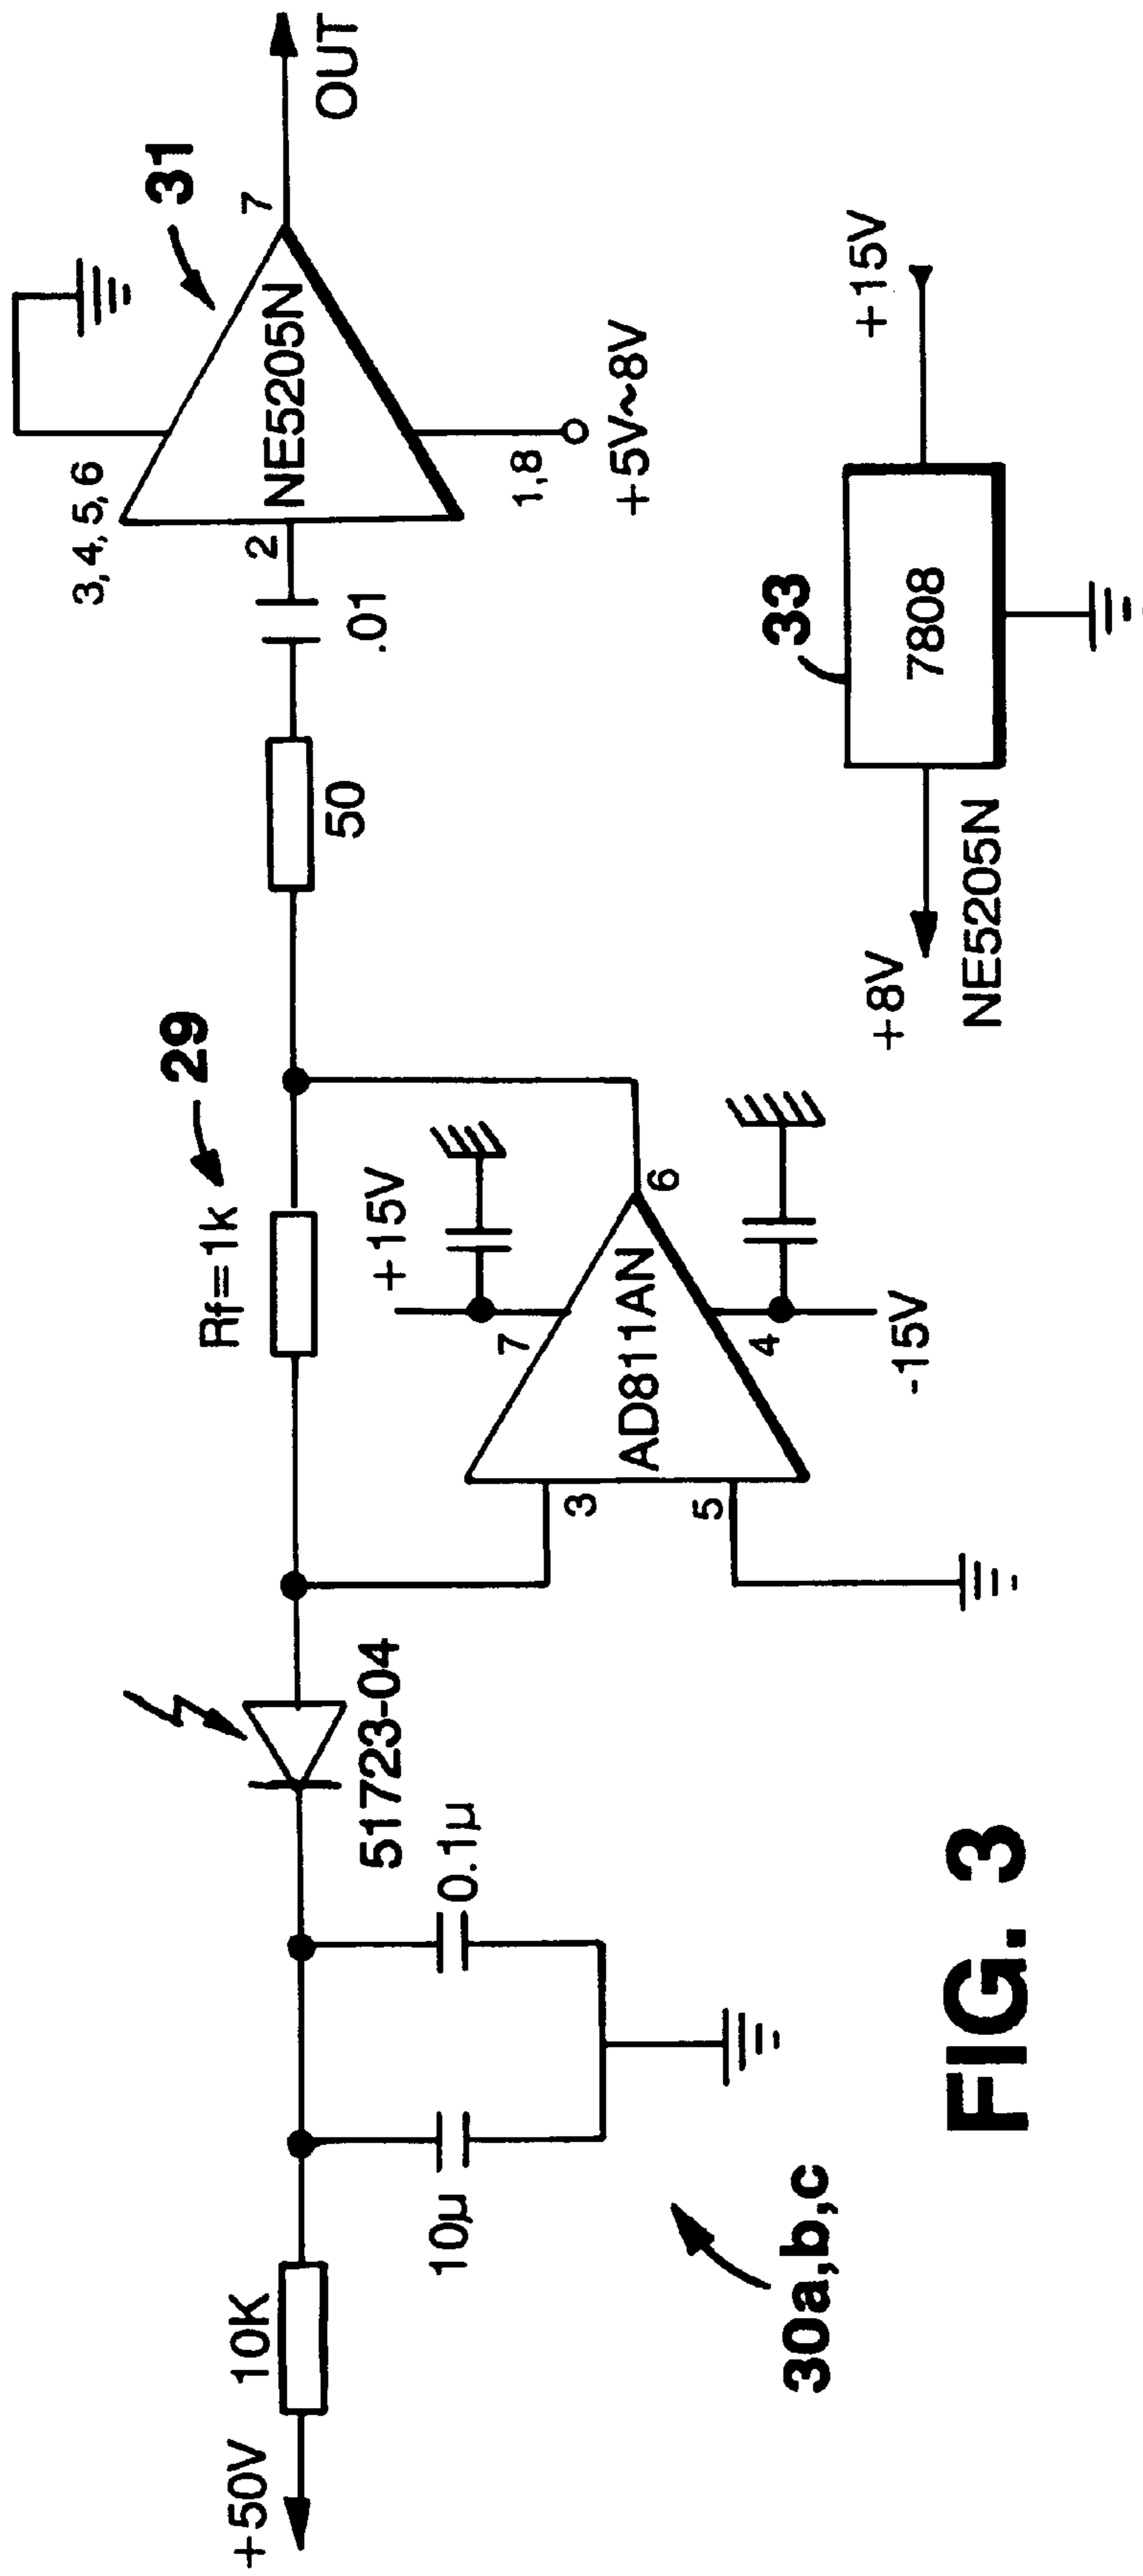 +50V
10K
10µ
0.1µ
30a,b,c
51723-04
Rf=1k
29
3
5
AD811AN
7
+15V
4
-15V
6
50
.01
2
3,4,5,6
NE5205N
31
1,8
+5V~8V
7
OUT
+8V
NE5205N
33
7808
+15V
FIG. 3